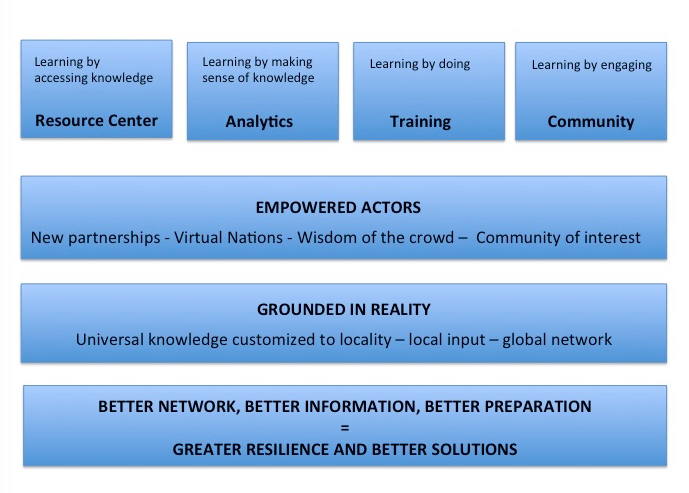 Learning by
accessing knowledge
Resource Center
Learning by making
sense of knowledge
Analytics
Learning by doing
Training
Learning by engaging
Community
EMPOWERED ACTORS
New partnerships - Virtual Nations - Wisdom of the crowd – Community of interest
GROUNDED IN REALITY
Universal knowledge customized to locality – local input – global network
BETTER NETWORK, BETTER INFORMATION, BETTER PREPARATION
=
GREATER RESILIENCE AND BETTER SOLUTIONS